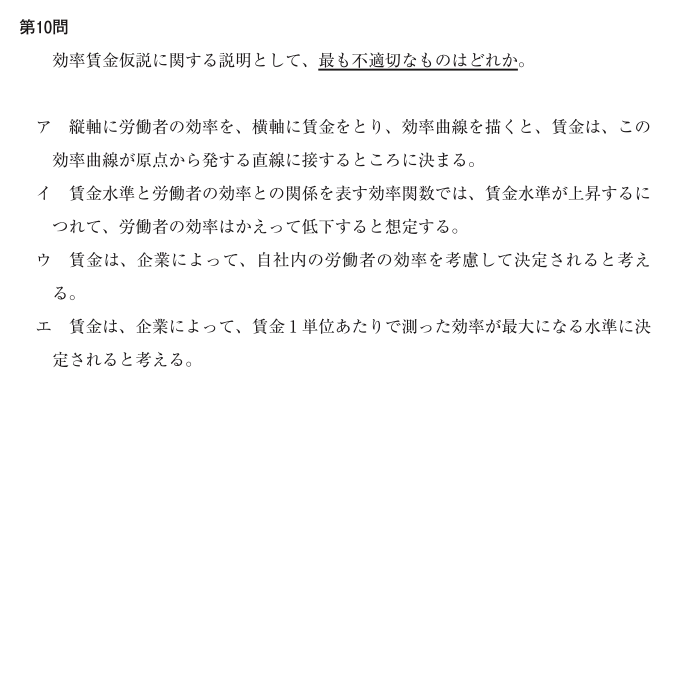 第10問
効率賃金仮説に関する説明として、最も不適切なものはどれか。
ア　縦軸に労働者の効率を、横軸に賃金をとり、効率曲線を描くと、賃金は、この
効率曲線が原点から発する直線に接するところに決まる。
イ　賃金水準と労働者の効率との関係を表す効率関数では、賃金水準が上昇するに
つれて、労働者の効率はかえって低下すると想定する。
ウ　賃金は、企業によって、自社内の労働者の効率を考慮して決定されると考え
る。
エ　賃金は、企業によって、賃金１単位あたりで測った効率が最大になる水準に決
定されると考える。